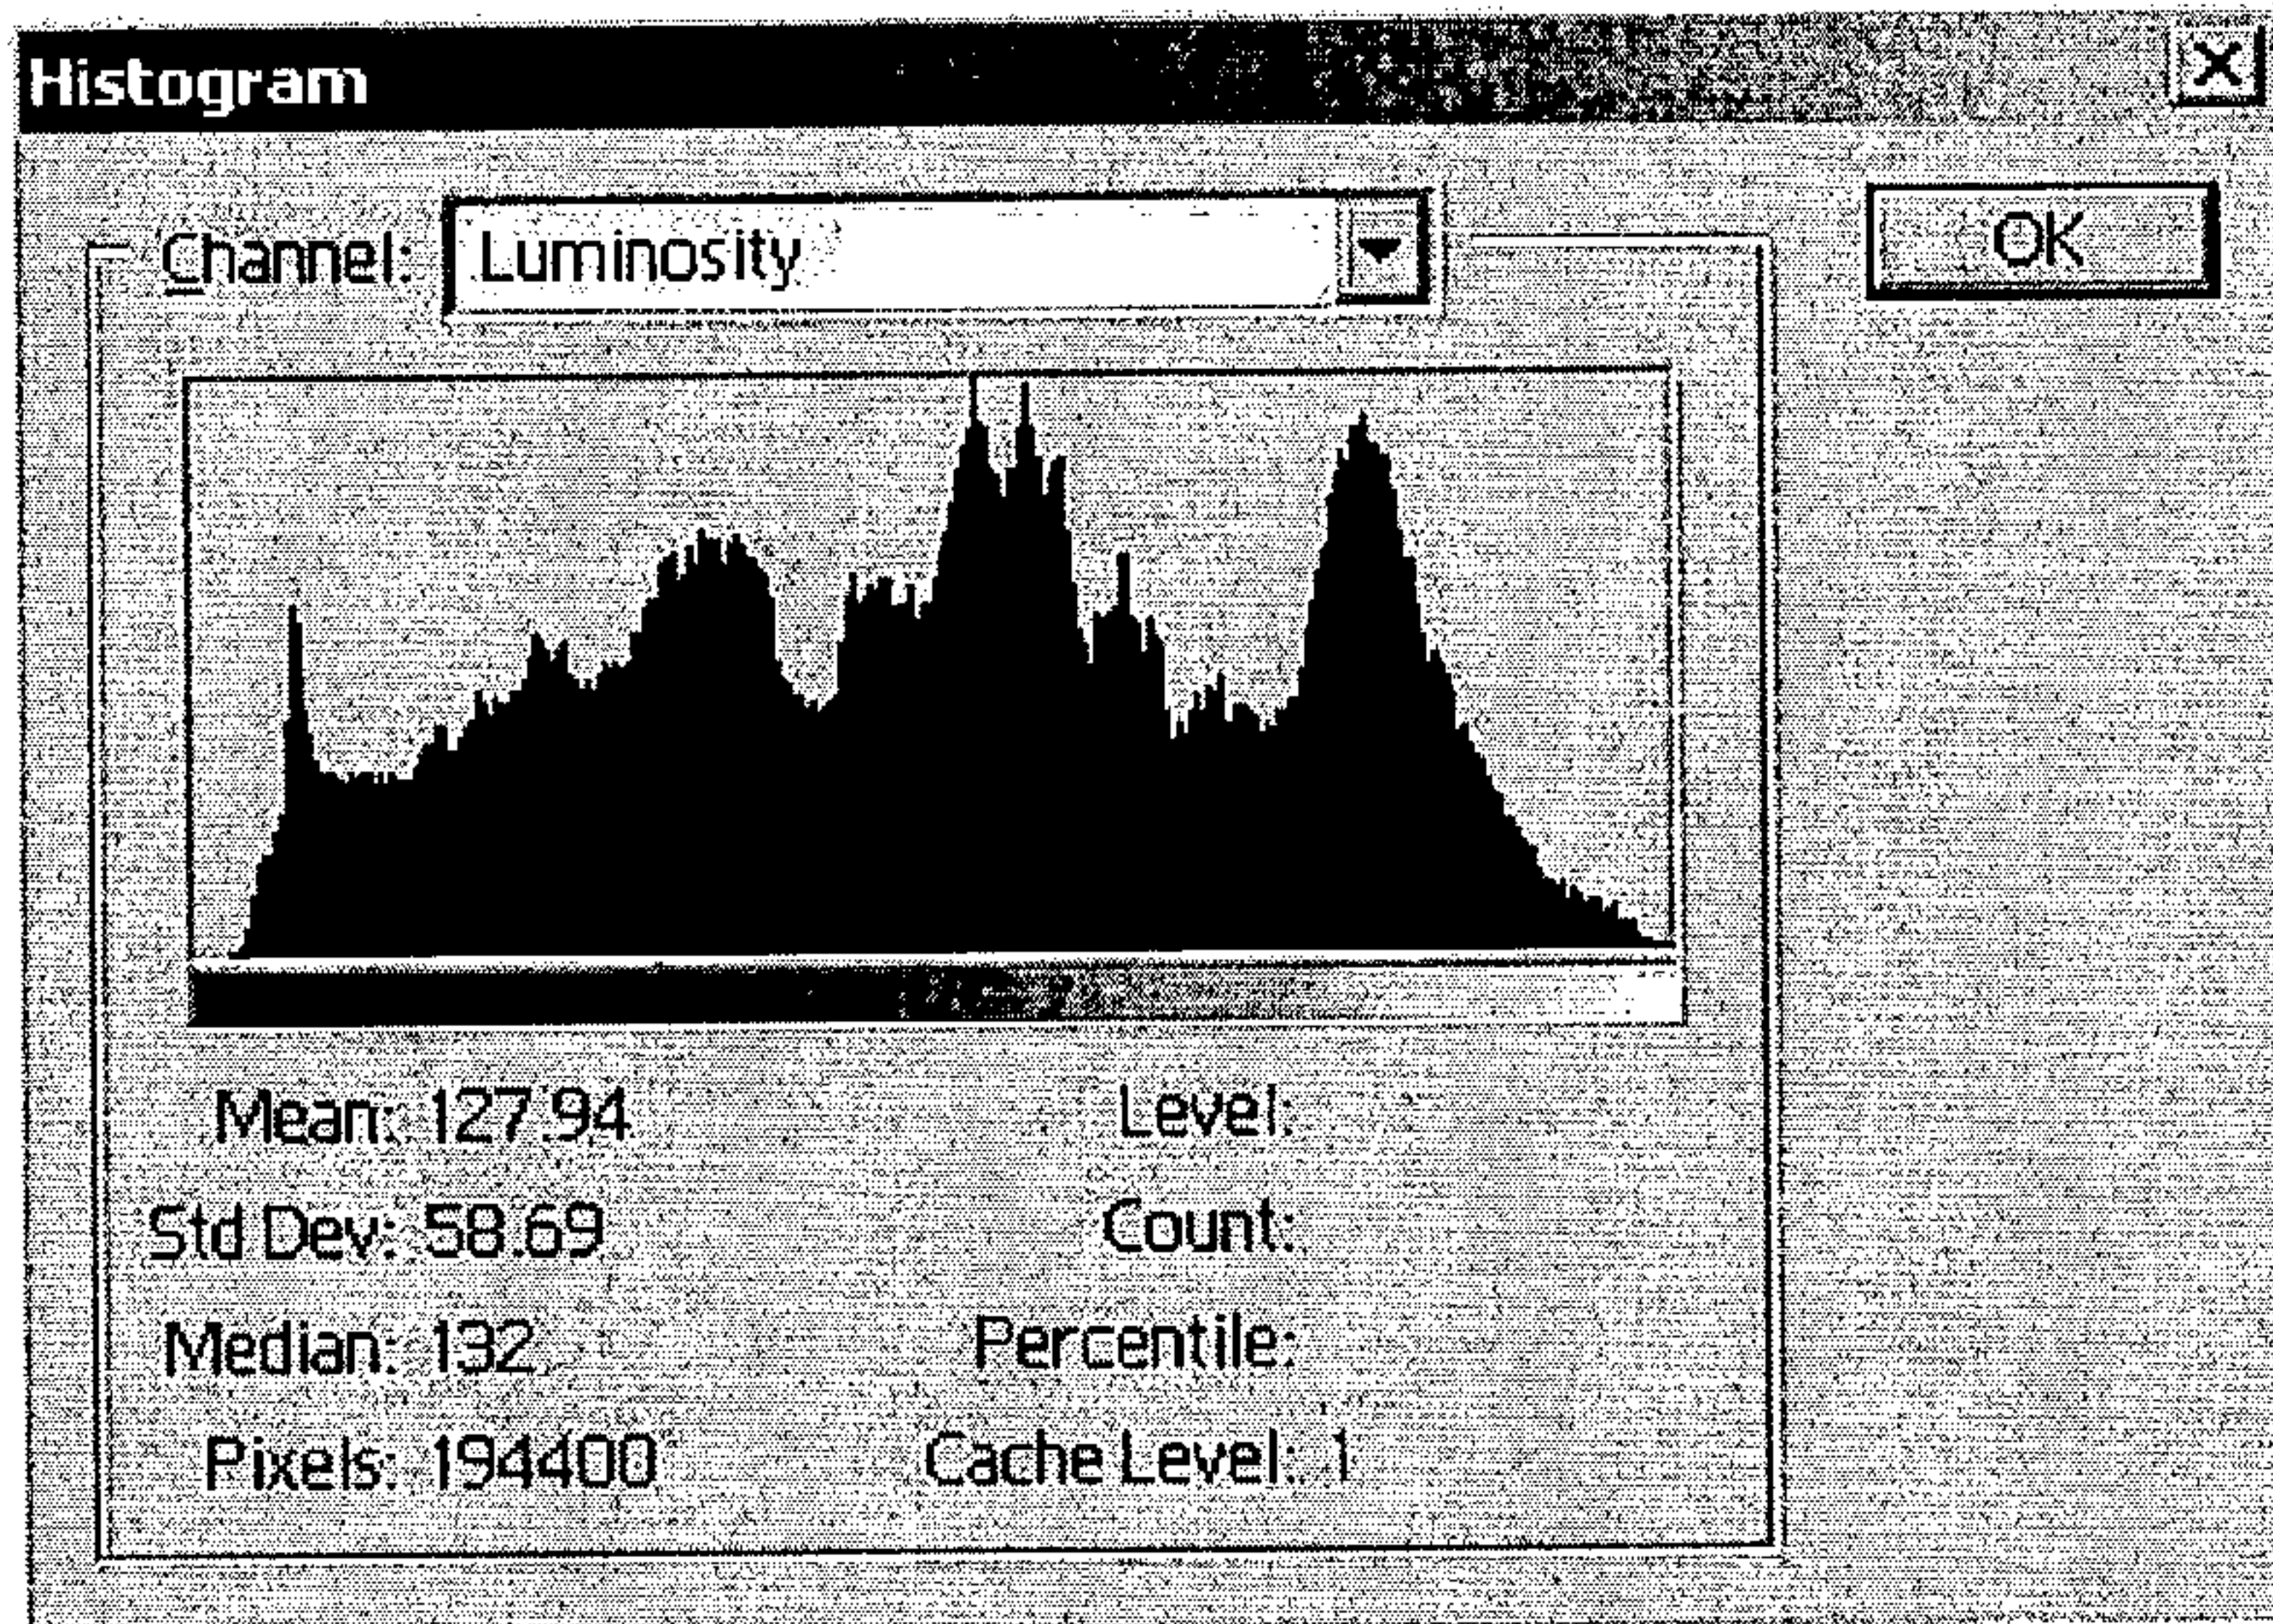 Histogram
Channel: Luminosity
OK
Mean: 127.94
Level:
Std Dev: 58.69
Count:
Median: 132
Percentile:
Pixels: 194400
Cache Level: 1